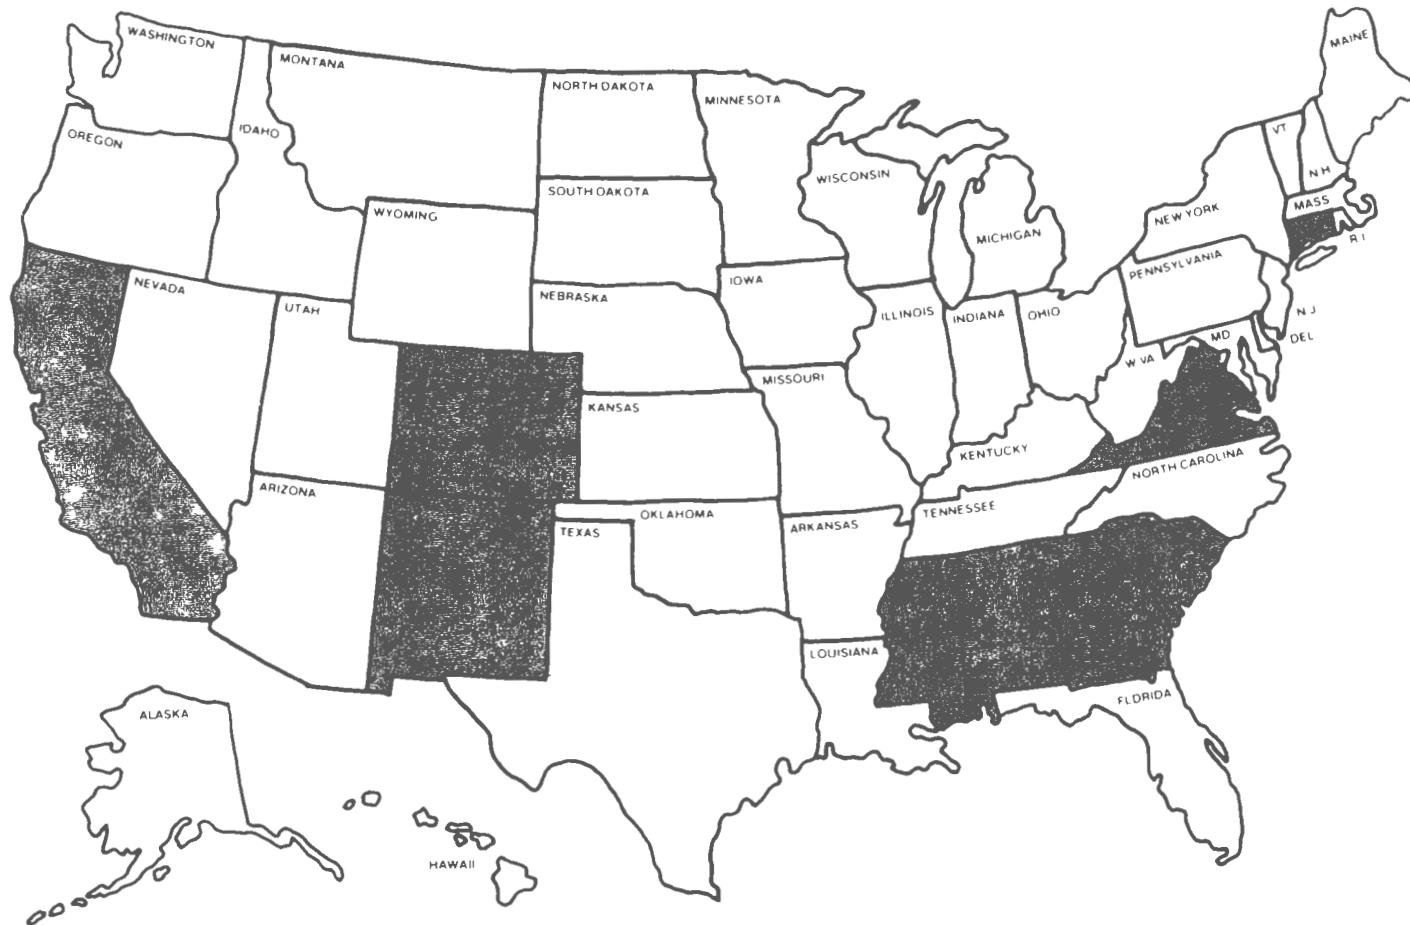 WASHINGTON
MONTANA
NORTH DAKOTA
MINNESOTA
MAINE
OREGON
IDAHO
VT
WISCONSIN
N H
SOUTH DAKOTA
MASS
WYOMING
NEW YORK
MICHIGAN
R I
NEVADA
UTAH
NEBRASKA
IOWA
PENNSYLVANIA
ILLINOIS
INDIANA
OHIO
N J
MD
DEL
W VA
MISSOURI
KANSAS
KENTUCKY
NORTH CAROLINA
ARIZONA
OKLAHOMA
TENNESSEE
TEXAS
ARKANSAS
LOUISIANA
FLORIDA
ALASKA
HAWAII